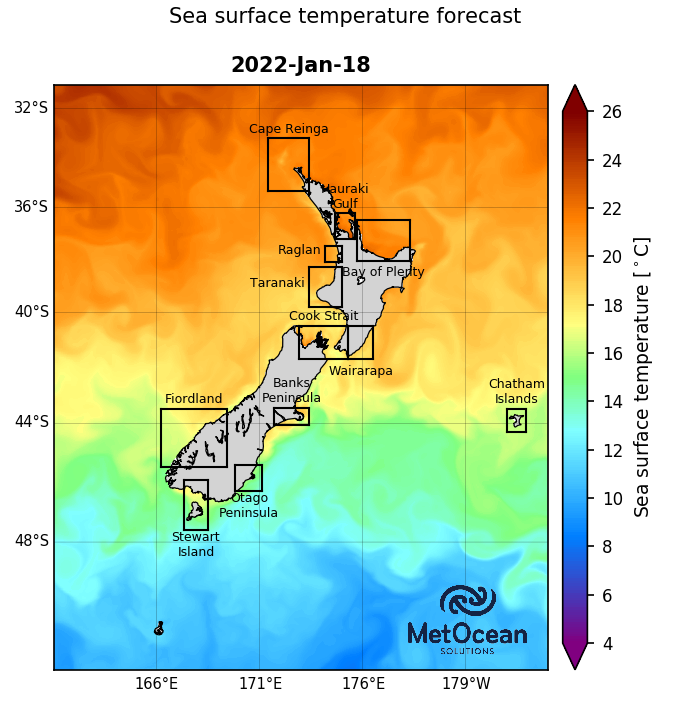 Sea surface temperature forecast
2022-Jan-18
32°S
36°S
40°S
44°S
48°S
166°E
171°E
176°E
179°W
Cape Reinga
Hauraki
Gulf
Raglan
Bay of Plenty
Taranaki
Cook Strait
Wairarapa
Banks
Peninsula
Fiordland
Chatham
Islands
Otago
Peninsula
Stewart
Island
MetOcean
SOLUTIONS
26
24
22
20
18
16
14
12
10
8
6
4
Sea surface temperature [°C]